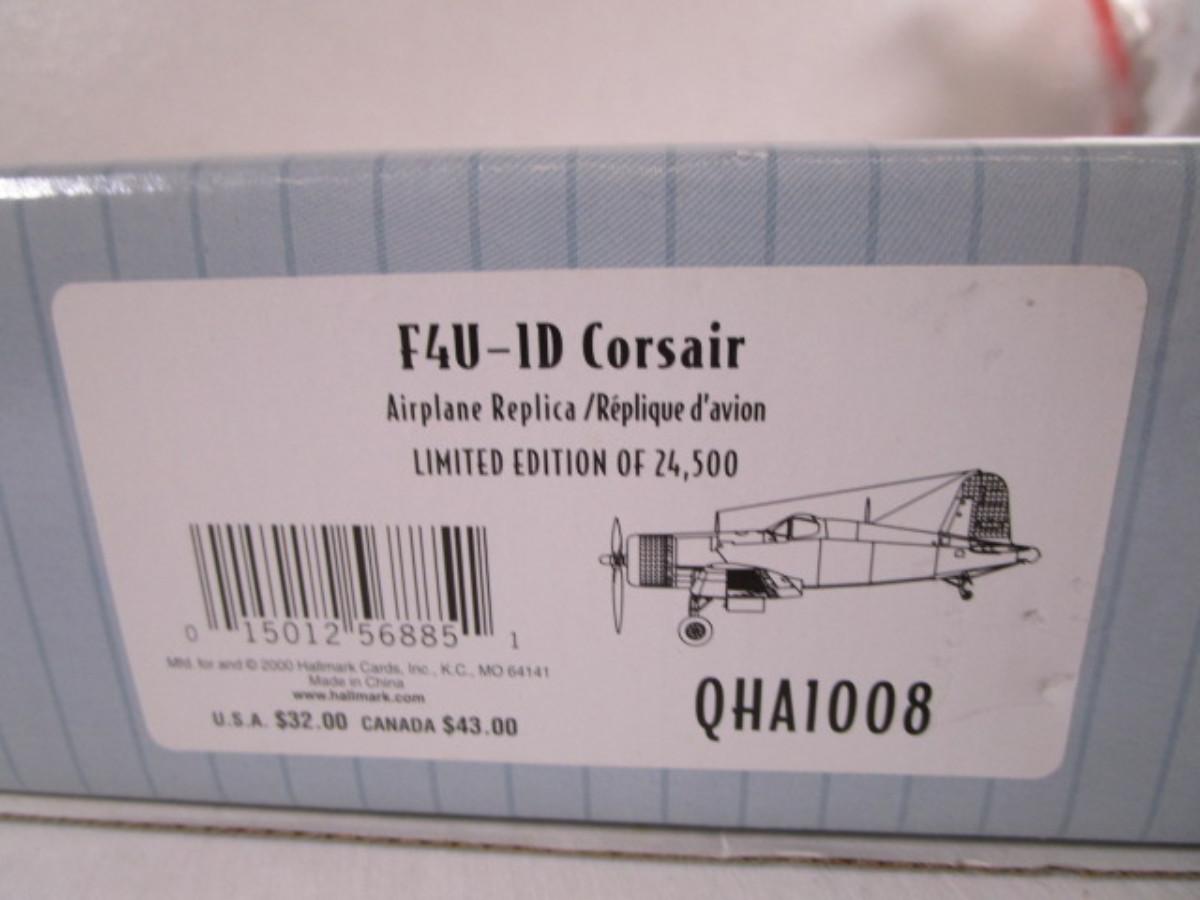 F4U-1D Corsair
Airplane Replica /Réplique d'avion
LIMITED EDITION OF 24,500
0 15012 56885 1
Mfd. for and © 2000 Hallmark Cards, Inc., K.C., MO 64141
Made in China
www.hallmark.com
U.S.A. $32.00 CANADA $43.00
QHA1008